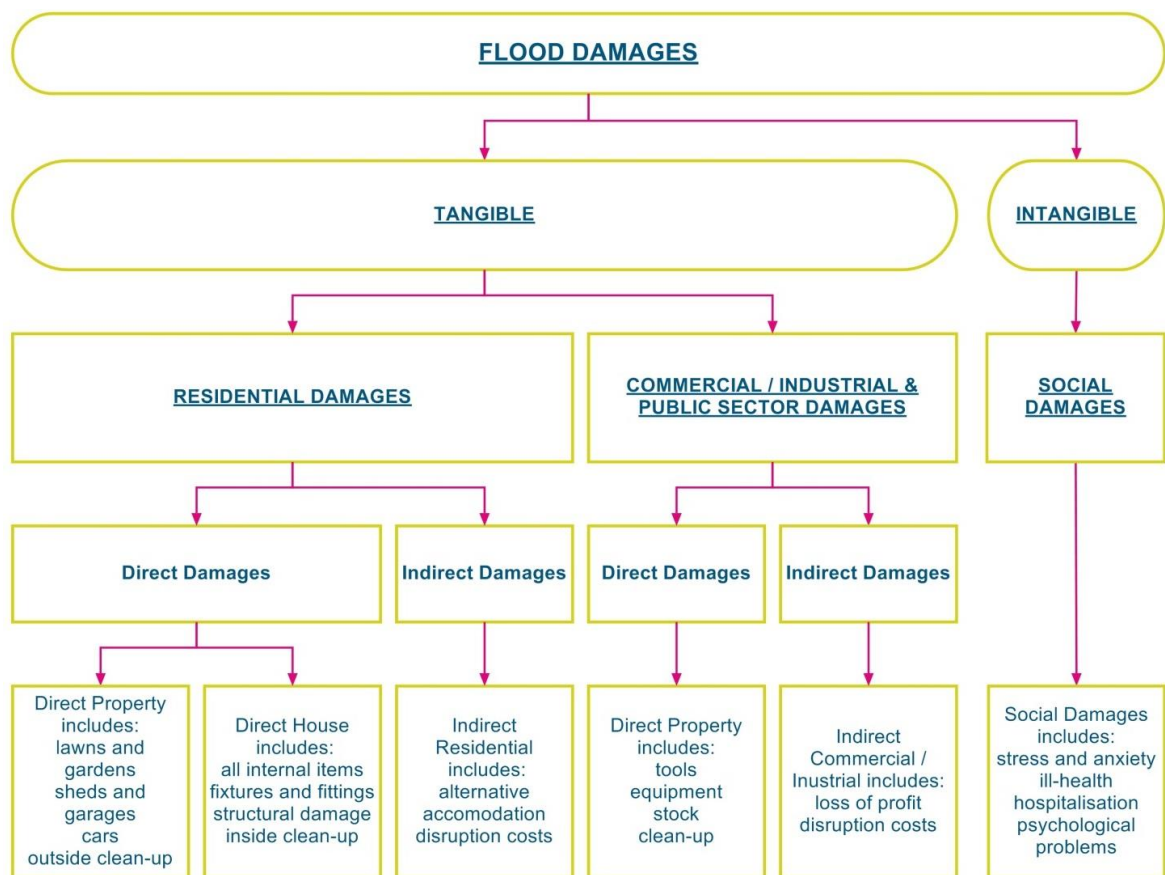 FLOOD DAMAGES
TANGIBLE
INTANGIBLE
RESIDENTIAL DAMAGES
COMMERCIAL / INDUSTRIAL &
PUBLIC SECTOR DAMAGES
SOCIAL
DAMAGES
Direct Damages
Indirect Damages
Direct Damages
Indirect Damages
Direct Property
includes:
lawns and
gardens
sheds and
garages
cars
outside clean-up
Direct House
includes:
all internal items
fixtures and fittings
structural damage
inside clean-up
Indirect
Residential
includes:
alternative
accomodation
disruption costs
Direct Property
includes:
tools
equipment
stock
clean-up
Indirect
Commercial /
Inustrial includes:
loss of profit
disruption costs
Social Damages
includes:
stress and anxiety
ill-health
hospitalisation
psychological
problems